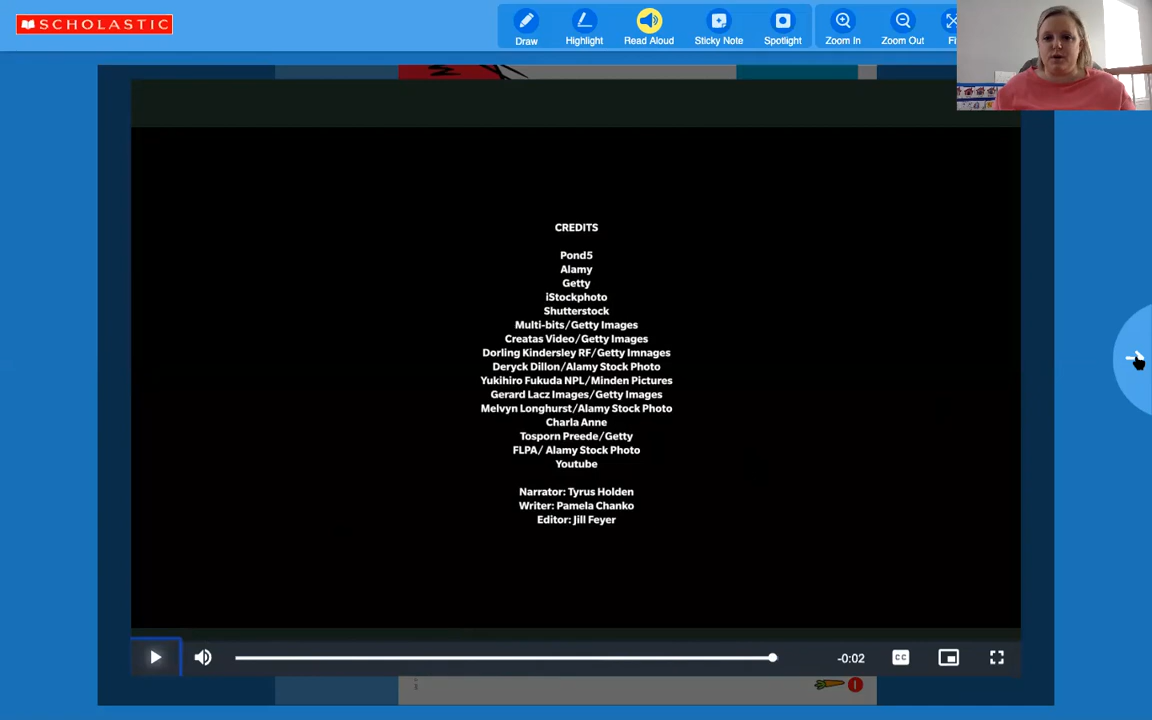 SCHOLASTIC
Draw
Highlight
Read Aloud
Sticky Note
Spotlight
Zoom In
Zoom Out
CREDITS
Pond5
Alamy
Getty
iStockphoto
Shutterstock
Multi-bits/Getty Images
Creatas Video/Getty Images
Dorling Kindersley RF/Getty Imnages
Deryck Dillon/Alamy Stock Photo
Yukihiro Fukuda NPL/Minden Pictures
Gerard Lacz Images/Getty Images
Melvyn Longhurst/Alamy Stock Photo
Charla Anne
Tosporn Preede/Getty
FLPA/ Alamy Stock Photo
Youtube
Narrator: Tyrus Holden
Writer: Pamela Chanko
Editor: Jill Feyer
-0:02
CC